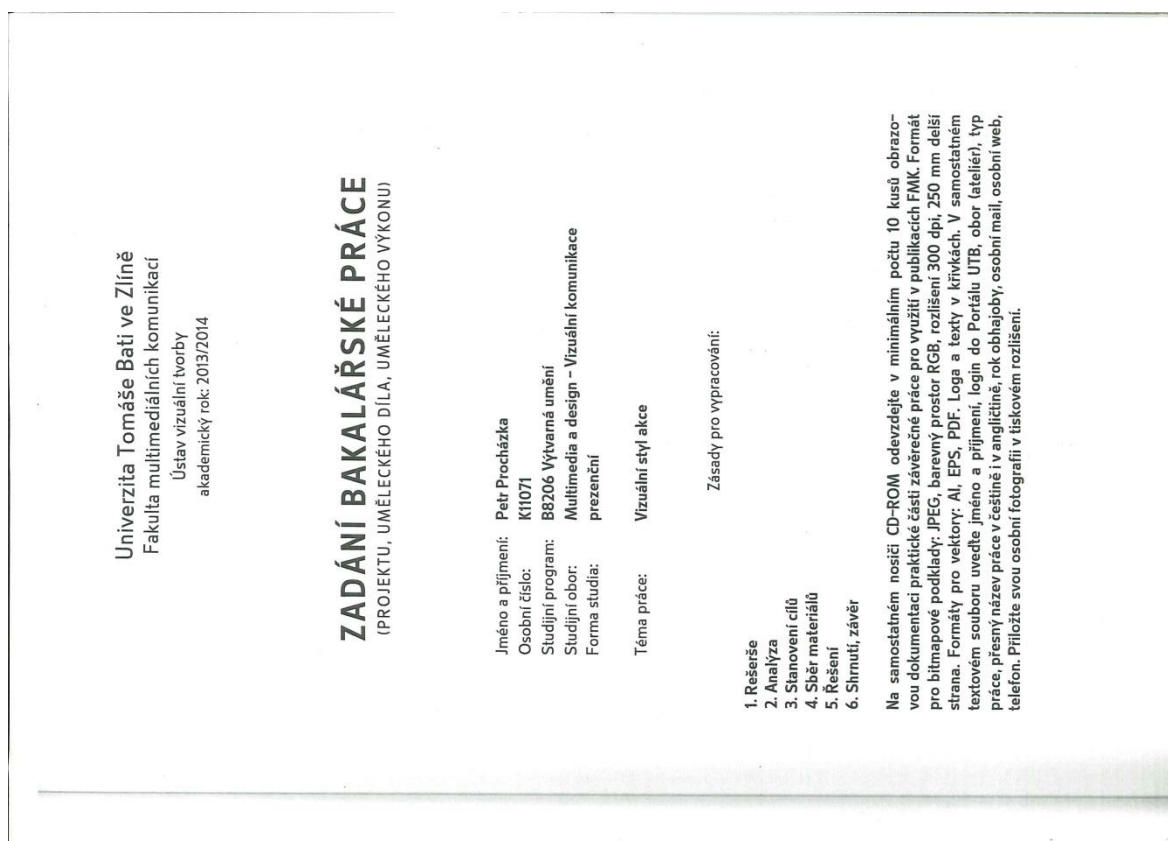 Univerzita Tomáše Bati ve Zlíně
Fakulta multimediálních komunikací
Ústav vizuální tvorby
akademický rok: 2013/2014
ZADÁNÍ BAKALÁŘSKÉ PRÁCE
(PROJEKTU, UMĚLECKÉHO DÍLA, UMĚLECKÉHO VÝKONU)
Jméno a příjmení: Petr Procházka
Osobní číslo: K11071
Studijní program: B8206 Výtvarná umění
Studijní obor: Multimedia a design – Vizuální komunikace
Forma studia: prezenční
Téma práce: Vizuální styl akce
Zásady pro vypracování:
1. Rešerše
2. Analýza
3. Stanovení cílů
4. Sběr materiálů
5. Řešení
6. Shrnutí, závěr
Na samostatném nosiči CD-ROM odevzdejte v minimálním počtu 10 kusů obrazo-
vou dokumentaci praktické části závěrečné práce pro využití v publikacích FMK. Formát
pro bitmapové podklady: JPEG, barevný prostor RGB, rozlišení 300 dpi, 250 mm delší
strana. Formáty pro vektory: AI, EPS, PDF. Loga a texty v křivkách. V samostatném
textovém souboru uveďte jméno a příjmení, login do Portálu UTB, obor (ateliér), typ
práce, přesný název práce v češtině i v angličtině, rok obhajoby, osobní mail, osobní web,
telefon. Přiložte svou osobní fotografii v tiskovém rozlišení.